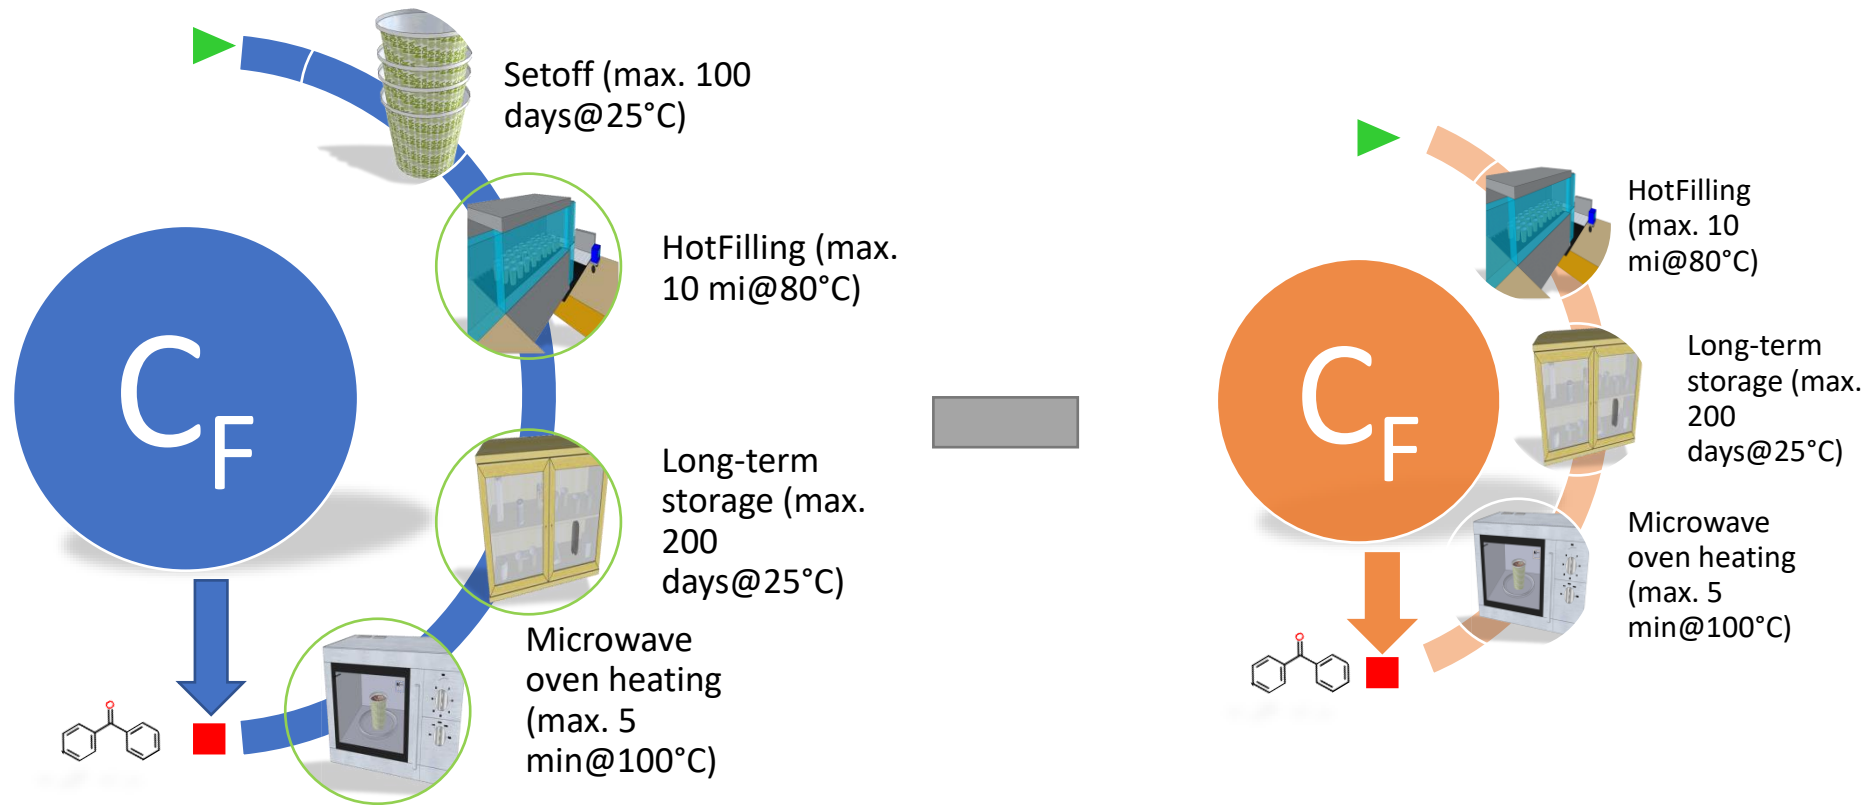 Setoff (max. 100
days@25°C)
HotFilling (max.
10 mi@80°C)
Long-term
storage (max.
200
days@25°C)
Microwave
oven heating
(max. 5
min@100°C)
C
F
O
HotFilling
(max. 10
mi@80°C)
Long-term
storage (max.
200
days@25°C)
Microwave
oven heating
(max. 5
min@100°C)
C
F
O